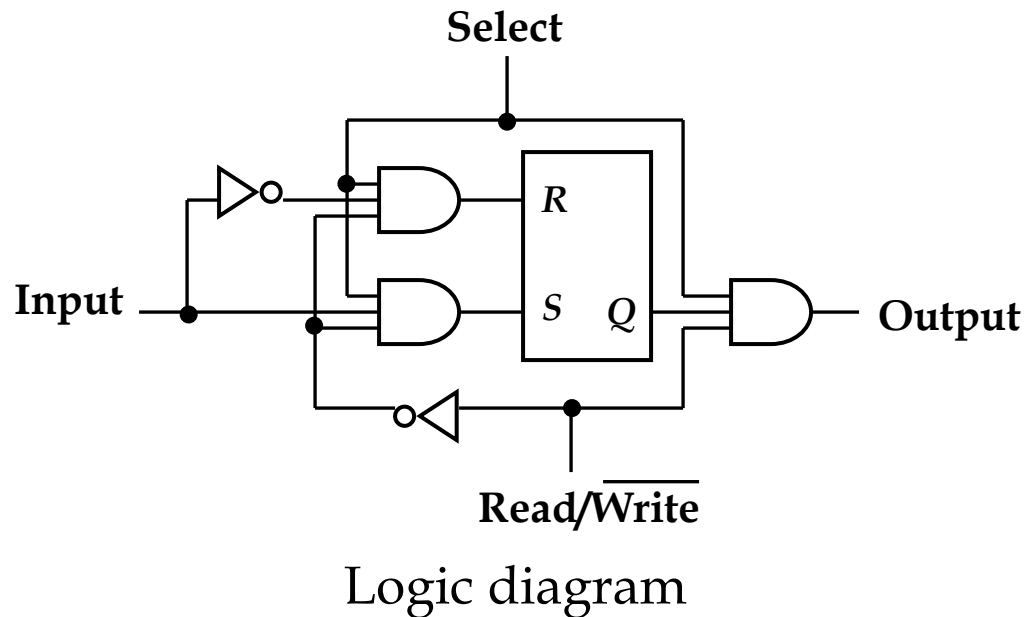 Select
R
Input
S
Q
Output
Read/Write
Logic diagram